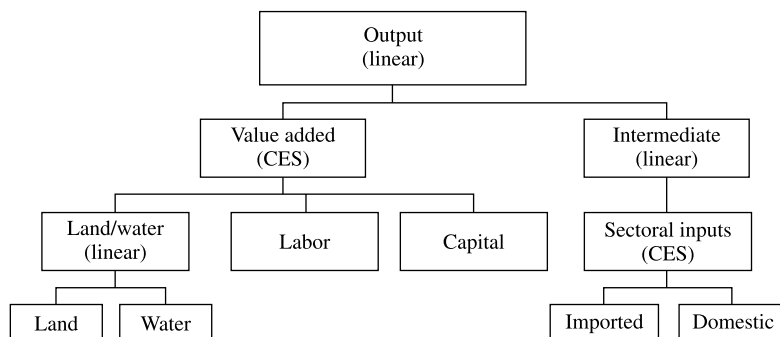 Output
(linear)
Value added
(CES)
Intermediate
(linear)
Land/water
(linear)
Labor
Capital
Sectoral inputs
(CES)
Land
Water
Imported
Domestic